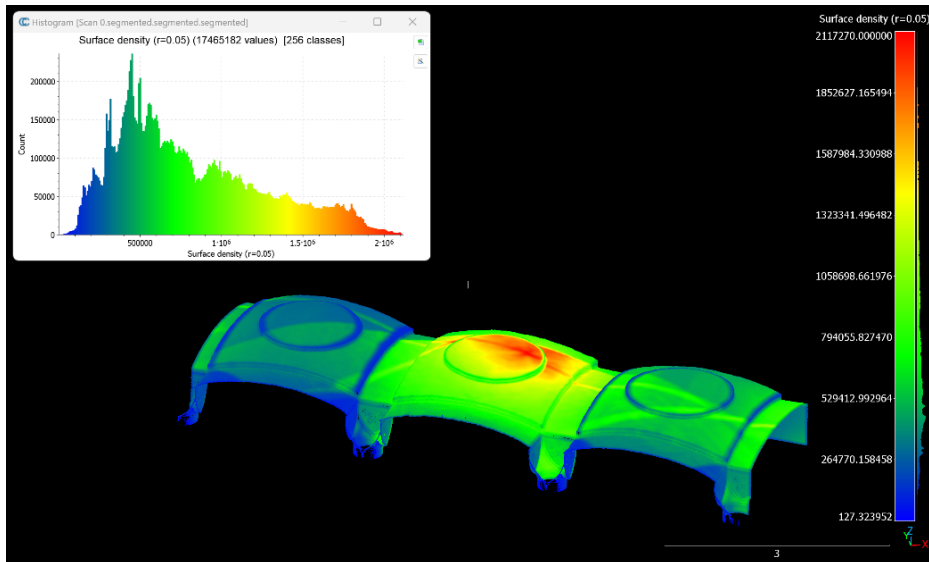 Histogram [Scan 0.segmented.segmented.segmented]
Surface density (r=0.05) (17465182 values) [256 classes]
200000
150000
100000
50000
0
Count
500000
1·10⁶
1.5·10⁶
2·10⁶
Surface density (r=0.05)
Surface density (r=0.05)
2117270.000000
1852627.165494
1587984.330988
1323341.496482
1058698.661976
794055.827470
529412.992964
264770.158458
127.323952
Z
Y
X
3